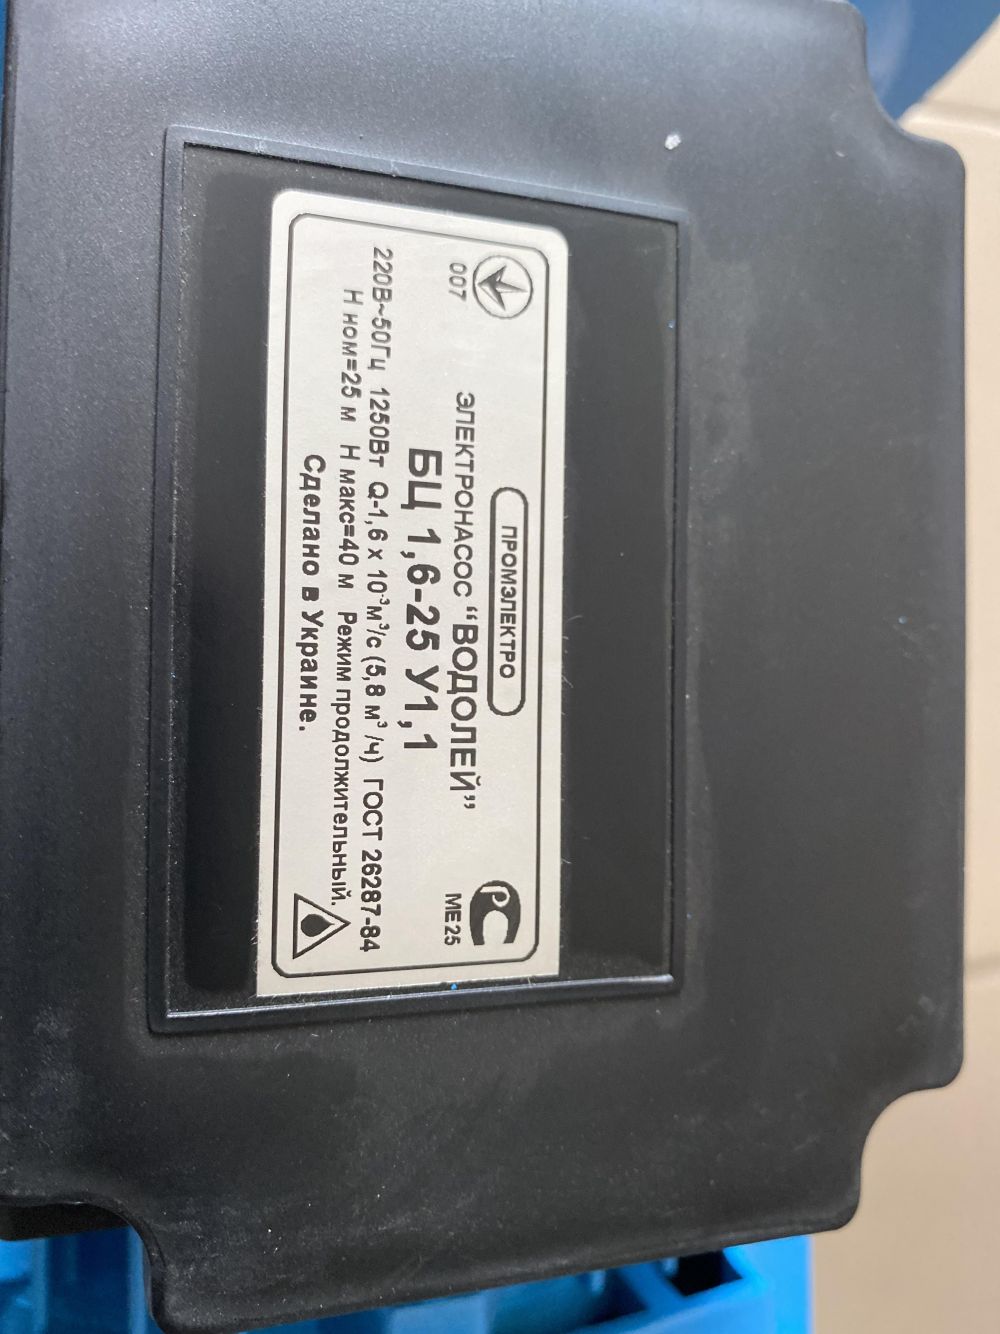 ПРОМЭЛЕКТРО
007
ЭЛЕКТРОНАСОС “ВОДОЛЕЙ”
РС
МЕ25
БЦ 1,6-25 У1,1
220В~50Гц 1250Вт Q-1,6 х 10⁻³м³/с (5,8 м³/ч) ГОСТ 26287-84
Н ном=25 м Н макс=40 м Режим продолжительный.
Сделано в Украине.